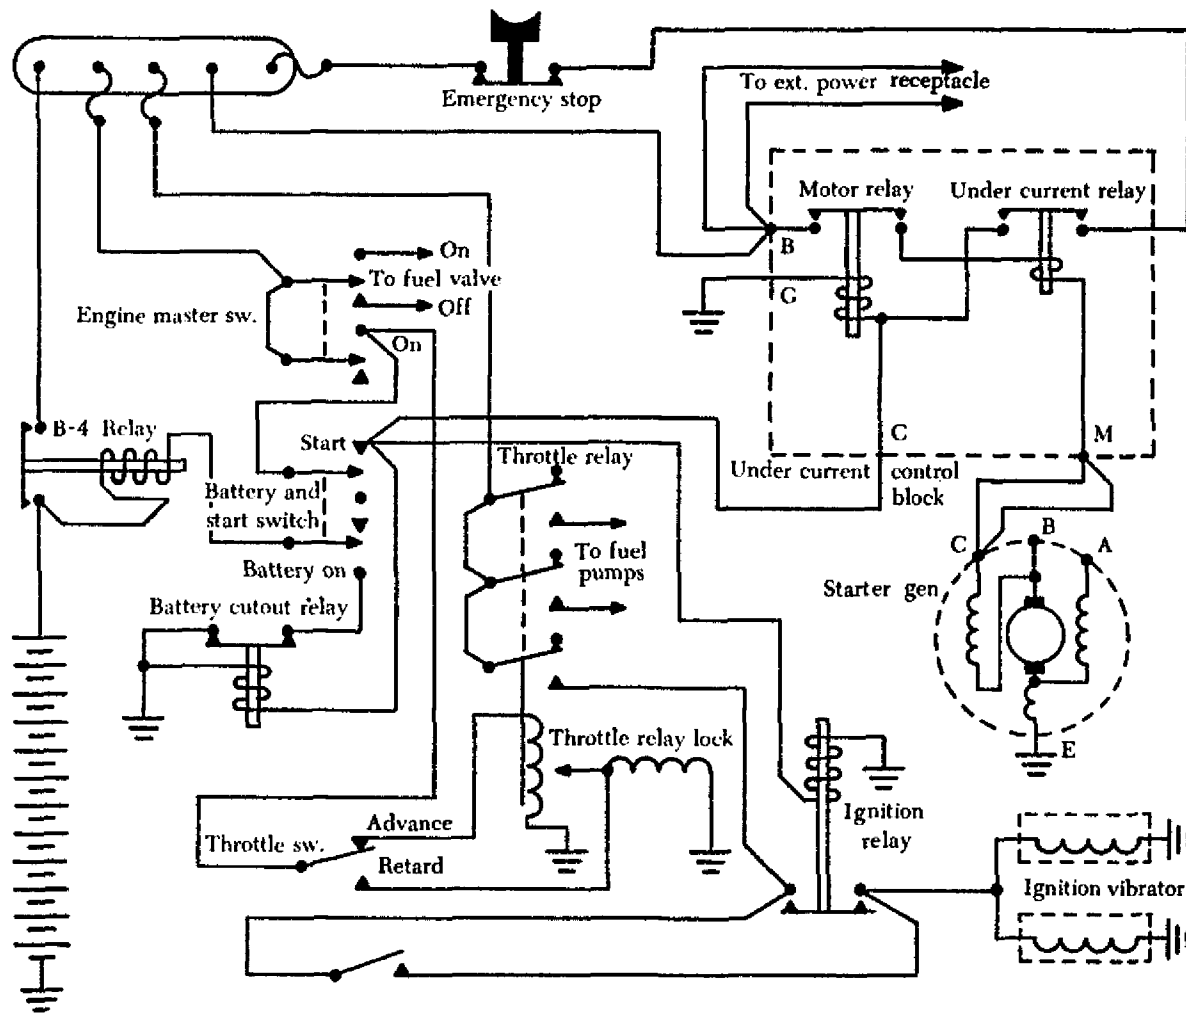 Emergency stop
To ext. power receptacle
Motor relay
Under current relay
B
On
To fuel valve
G
Off
Engine master sw.
On
B-4 Relay
Start
C
M
Throttle relay
Under current control
block
Battery and
start switch
B
C
A
To fuel
pumps
Battery on
Starter gen
Battery cutout relay
Throttle relay lock
E
Ignition
relay
Advance
Throttle sw.
Retard
Ignition vibrator